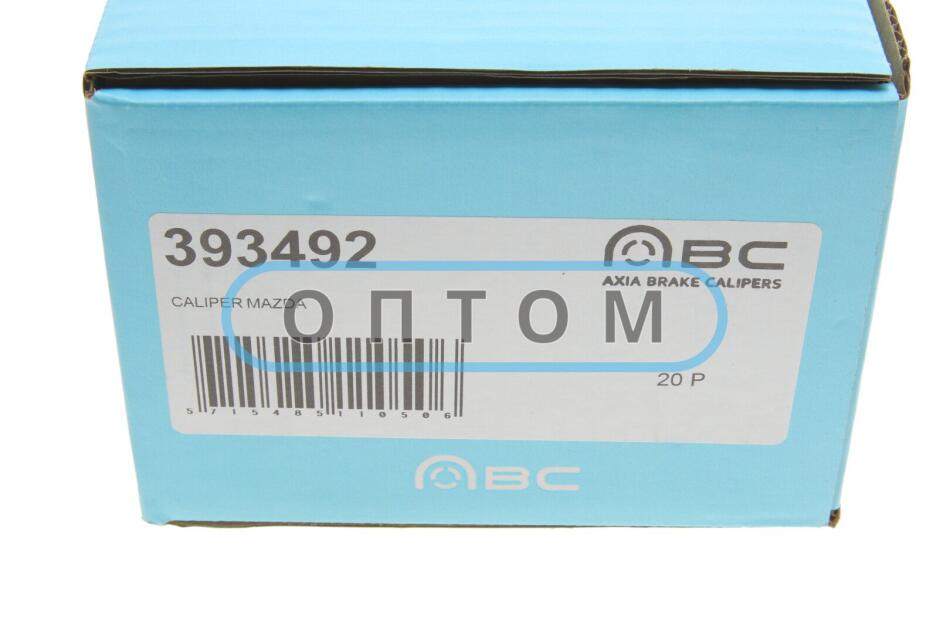 393492
ABC
AXIA BRAKE CALIPERS
CALIPER MAZDA
ОПТОМ
20 P
5715485110506
ABC